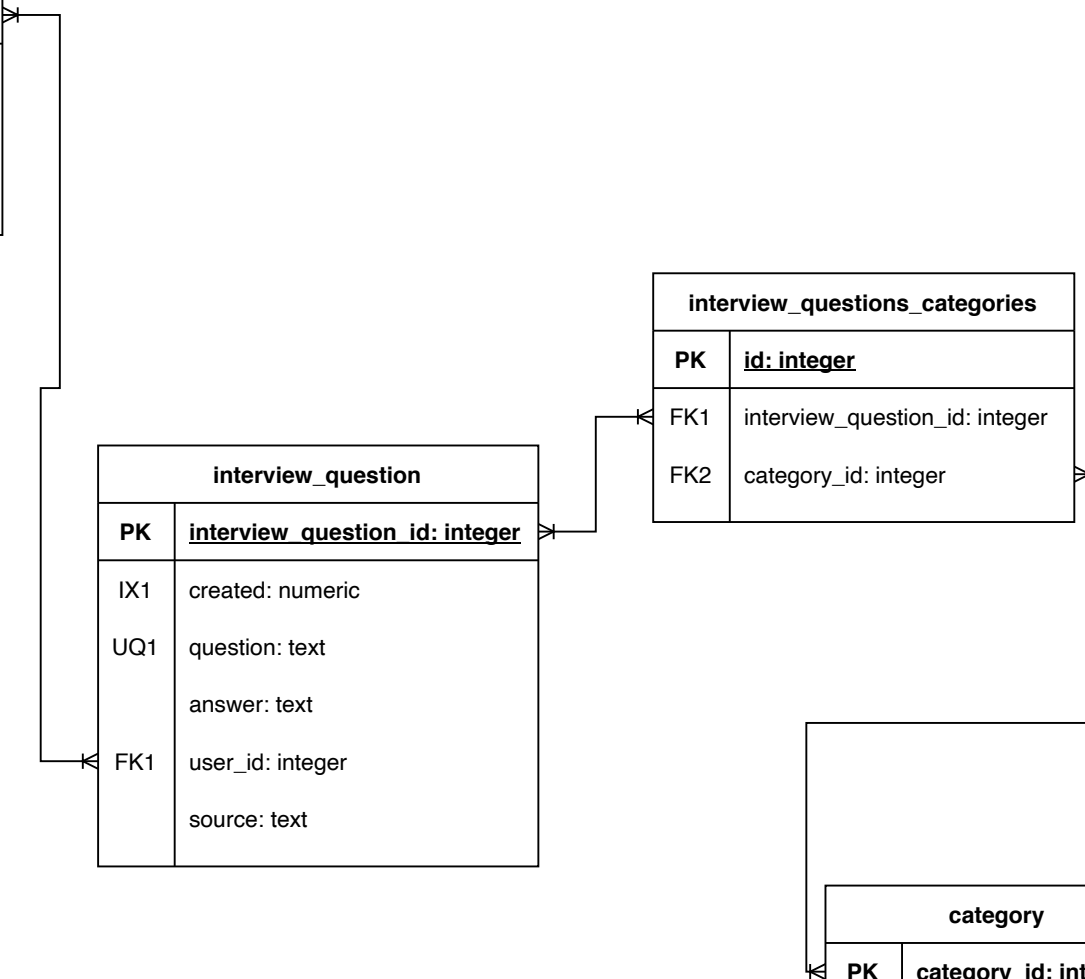 interview_questions_categories
PK id: integer
FK1 interview_question_id: integer
FK2 category_id: integer
interview_question
PK interview_question_id: integer
IX1 created: numeric
UQ1 question: text
answer: text
FK1 user_id: integer
source: text
category
PK category_id: